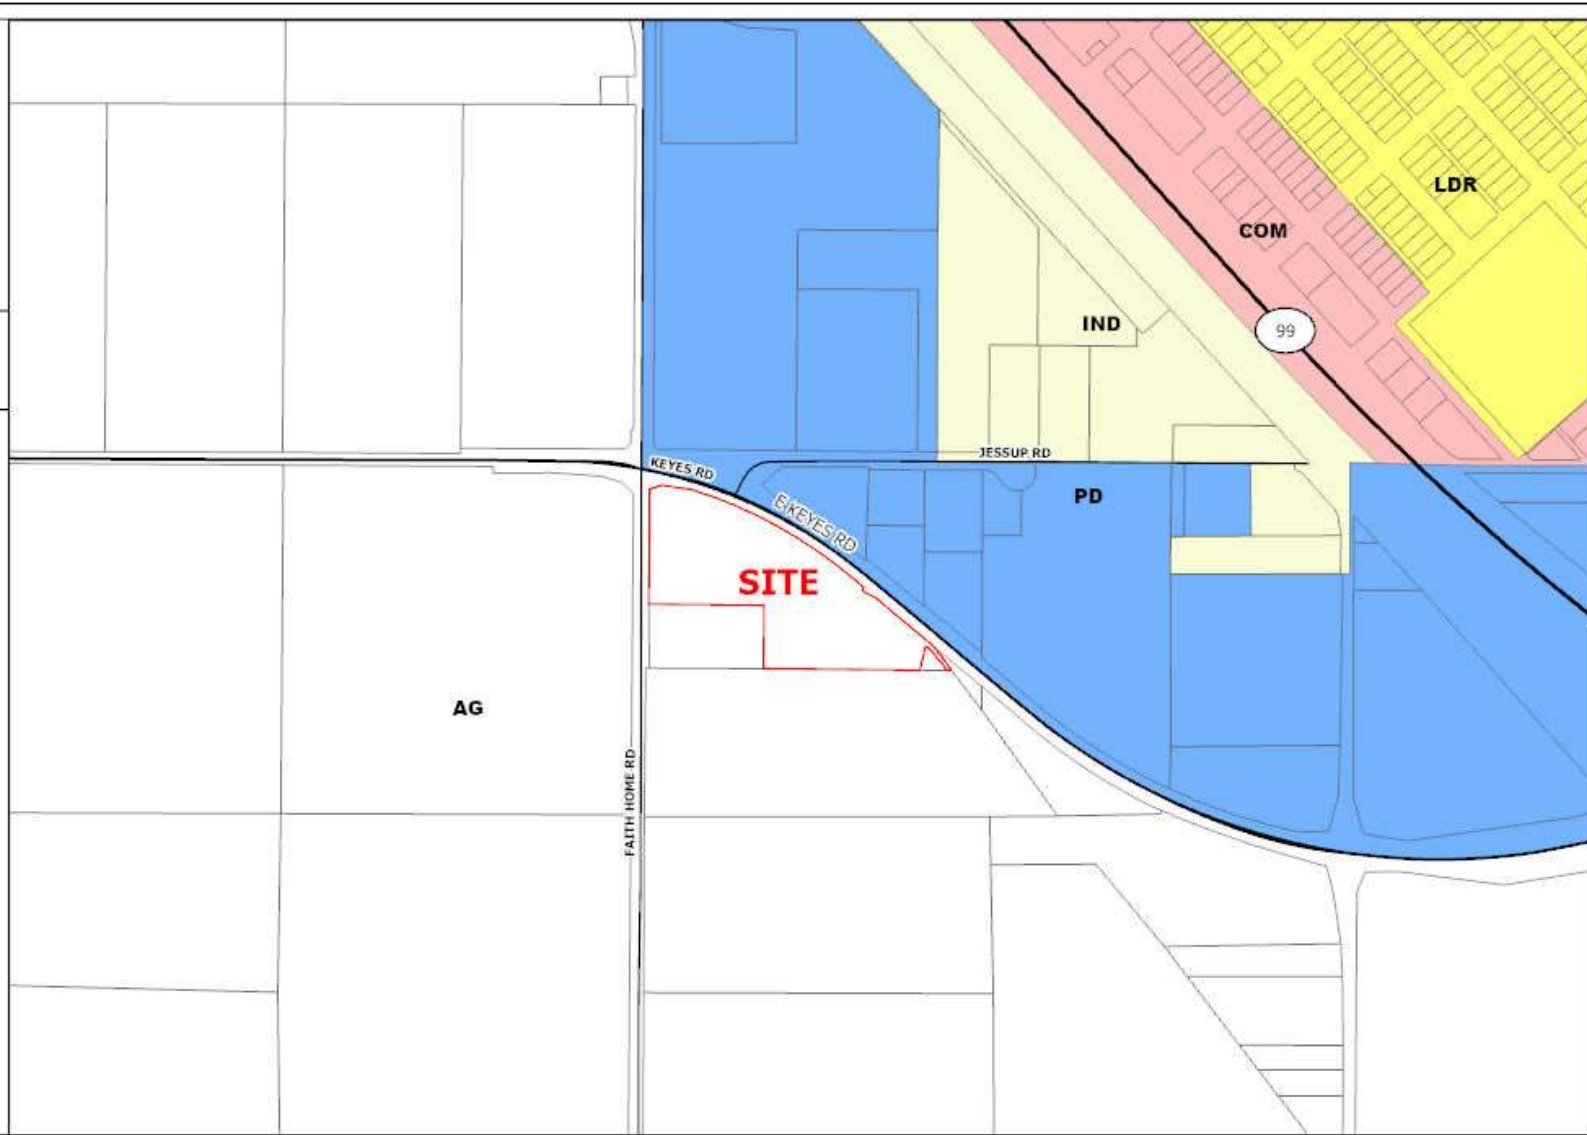 LDR
COM
IND
99
JESSUP RD
KEYES RD
PD
E KEYES RD
SITE
AG
FAITH HOME RD